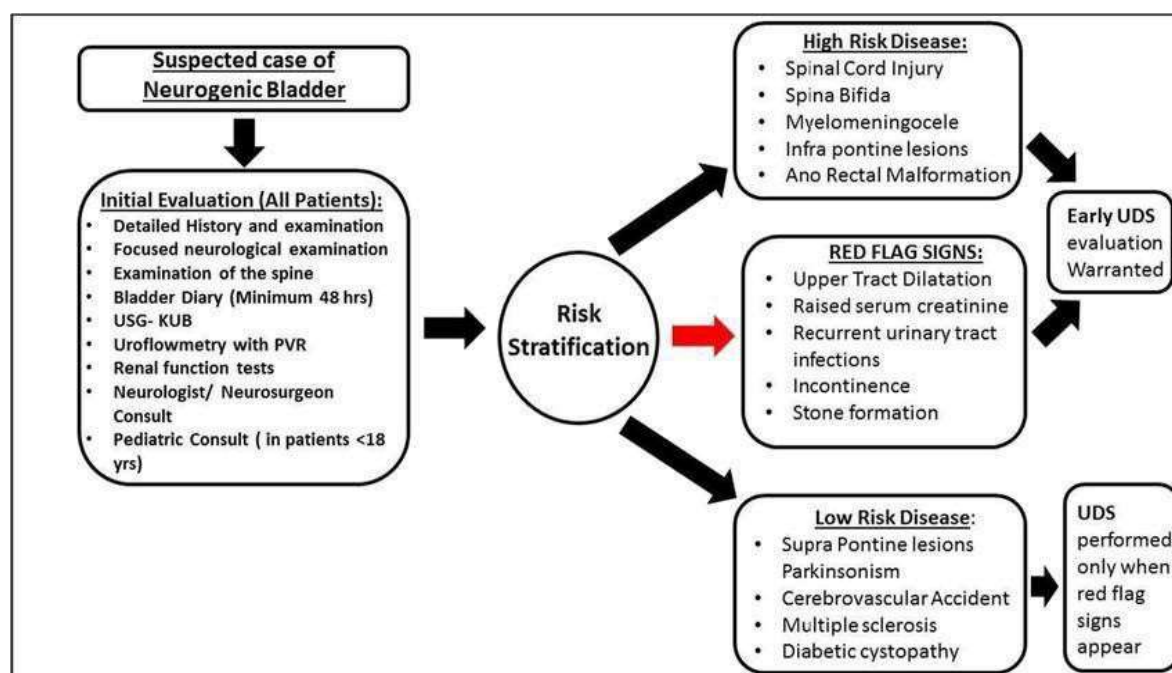 Suspected case of
Neurogenic Bladder
Initial Evaluation (All Patients):
• Detailed History and examination
• Focused neurological examination
• Examination of the spine
• Bladder Diary (Minimum 48 hrs)
• USG- KUB
• Uroflowmetry with PVR
• Renal function tests
• Neurologist/ Neurosurgeon
Consult
• Pediatric Consult ( in patients <18
yrs)
Risk
Stratification
High Risk Disease:
• Spinal Cord Injury
• Spina Bifida
• Myelomeningocele
• Infra pontine lesions
• Ano Rectal Malformation
RED FLAG SIGNS:
• Upper Tract Dilatation
• Raised serum creatinine
• Recurrent urinary tract
infections
• Incontinence
• Stone formation
Early UDS
evaluation
Warranted
Low Risk Disease:
• Supra Pontine lesions
Parkinsonism
• Cerebrovascular Accident
• Multiple sclerosis
• Diabetic cystopathy
UDS
performed
only when
red flag
signs
appear